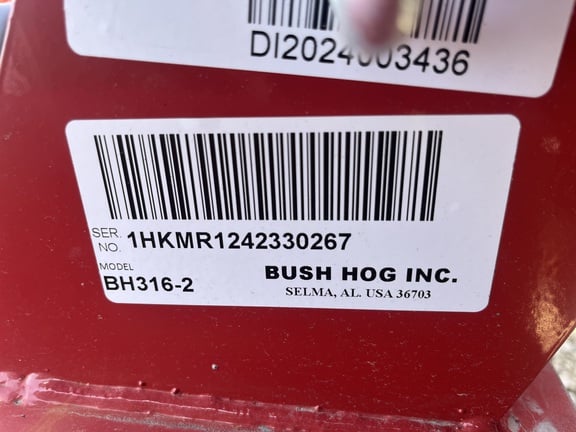 DI2024003436
SER. NO. 1HKMR1242330267
MODEL
BH316-2
BUSH HOG INC.
SELMA, AL. USA 36703